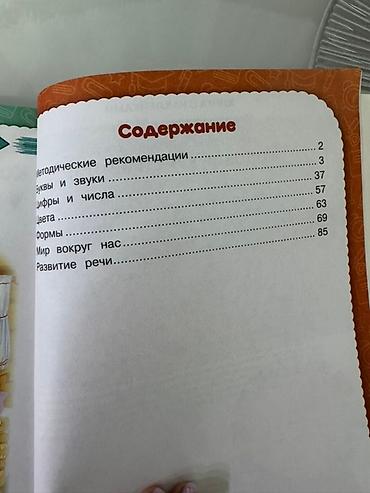 Содержание
Методические рекомендации 2
Буквы и звуки 3
Цифры и числа 37
Цвета 57
Формы 63
Мир вокруг нас 69
Развитие речи 85